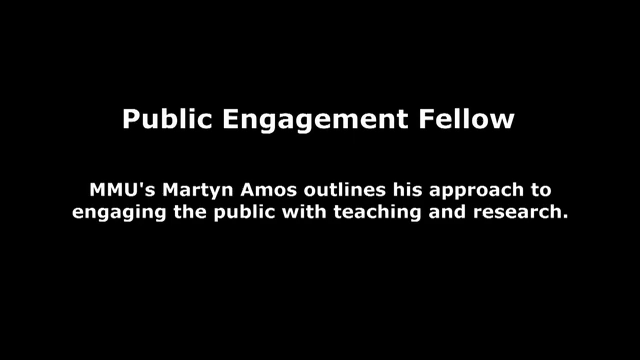 Public Engagement Fellow
MMU's Martyn Amos outlines his approach to
engaging the public with teaching and research.